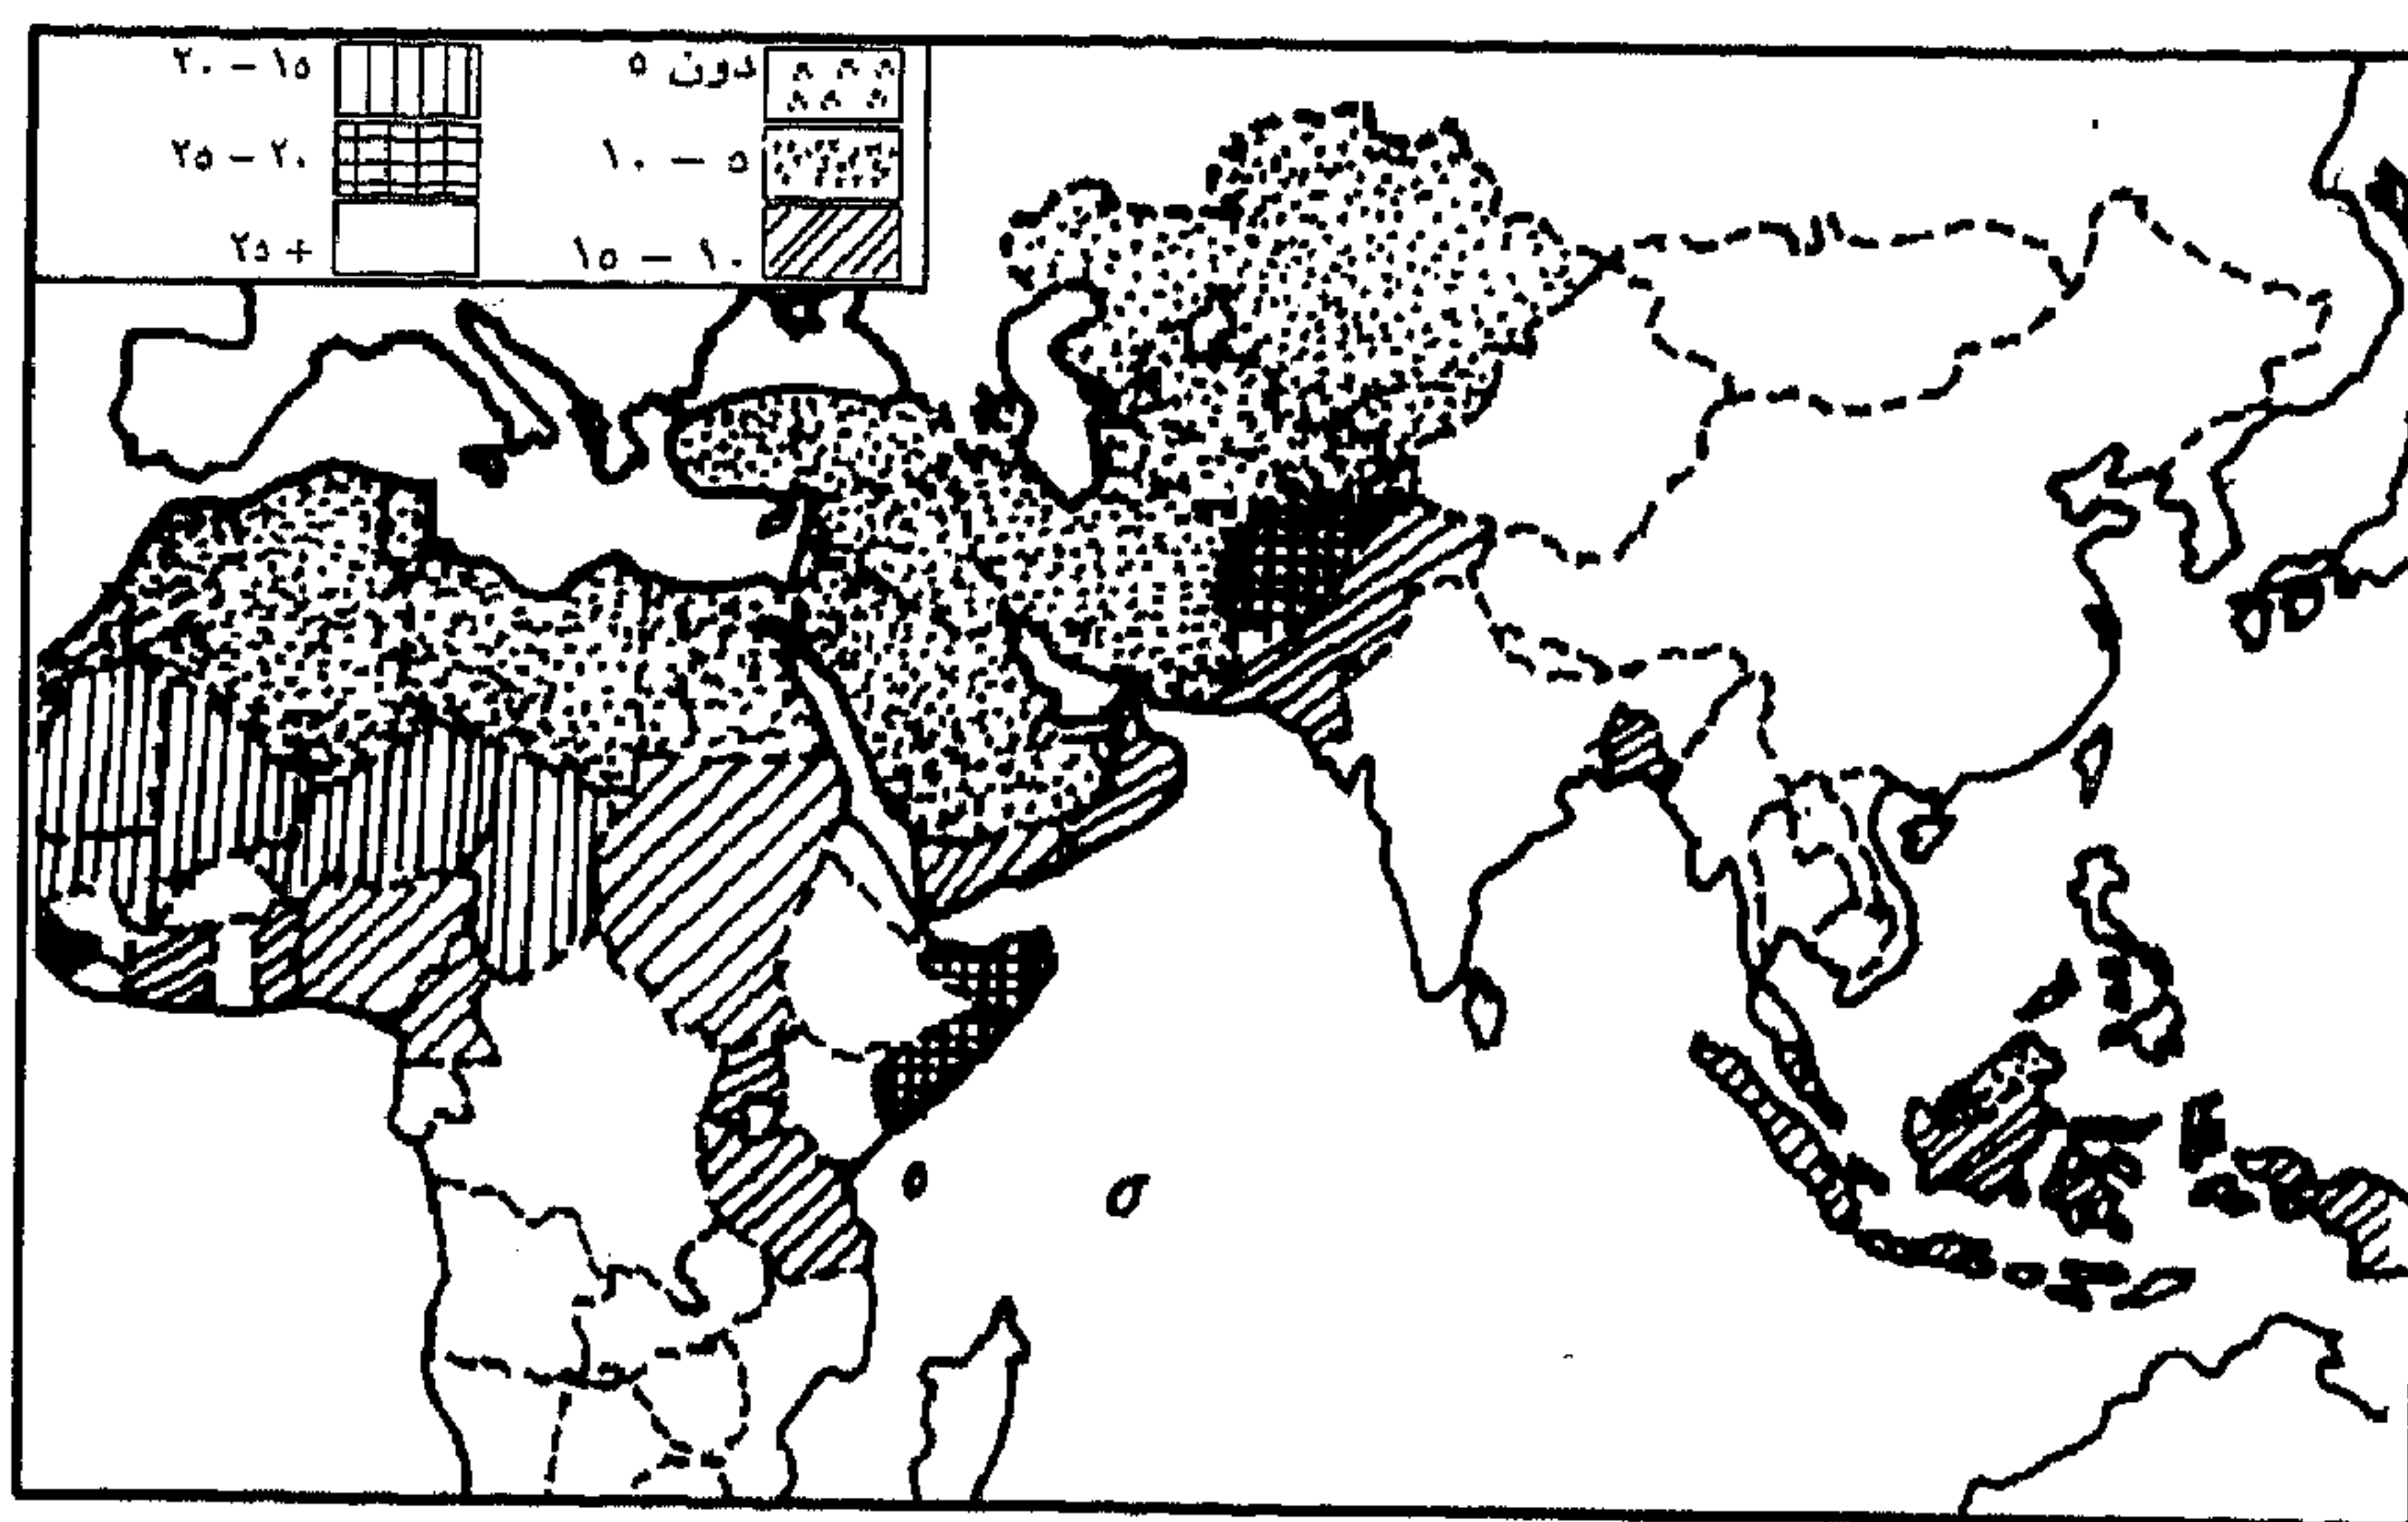 دون ٥
٥ – ١٠
١٠ – ١٥
١٥ – ٢٠
٢٠ – ٢٥
+ ٢٥